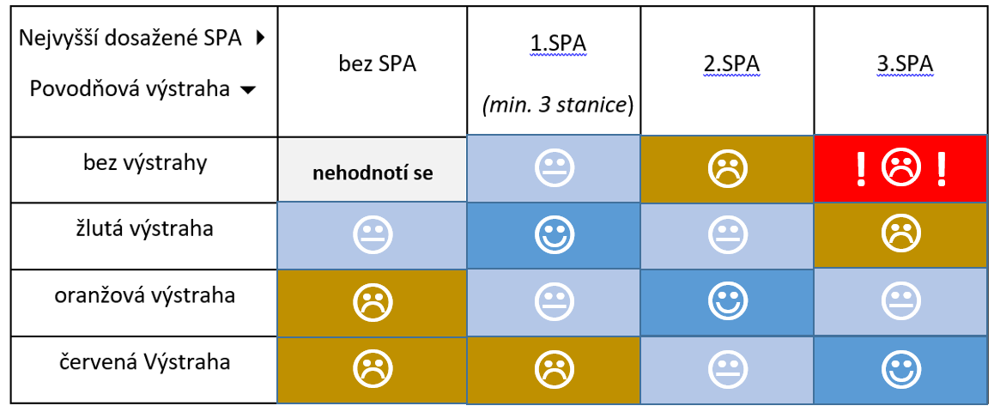 Nejvyšší dosažené SPA
Povodňová výstraha
bez SPA
1.SPA
(min. 3 stanice)
2.SPA
3.SPA
bez výstrahy
nehodnotí se
! !
žlutá výstraha
oranžová výstraha
červená Výstraha